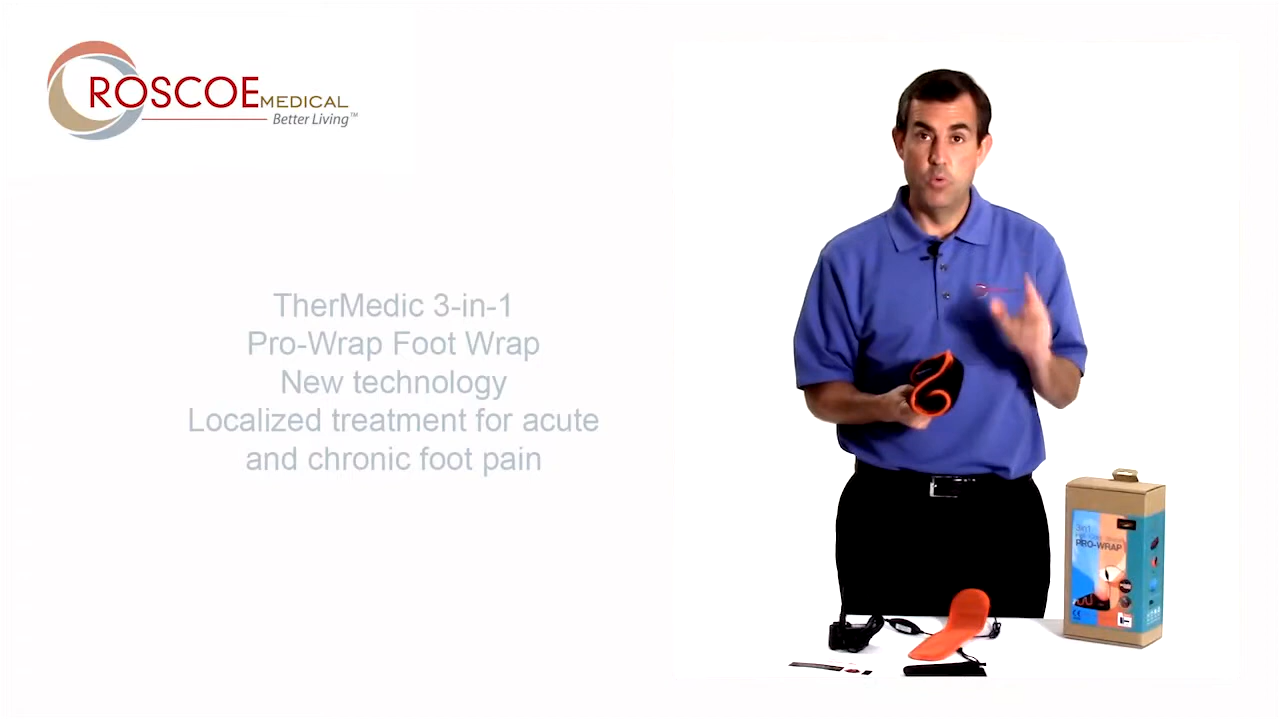 ROSCOE MEDICAL
Better Living™
TherMedic 3-in-1
Pro-Wrap Foot Wrap
New technology
Localized treatment for acute
and chronic foot pain
3in1
PRO-WRAP